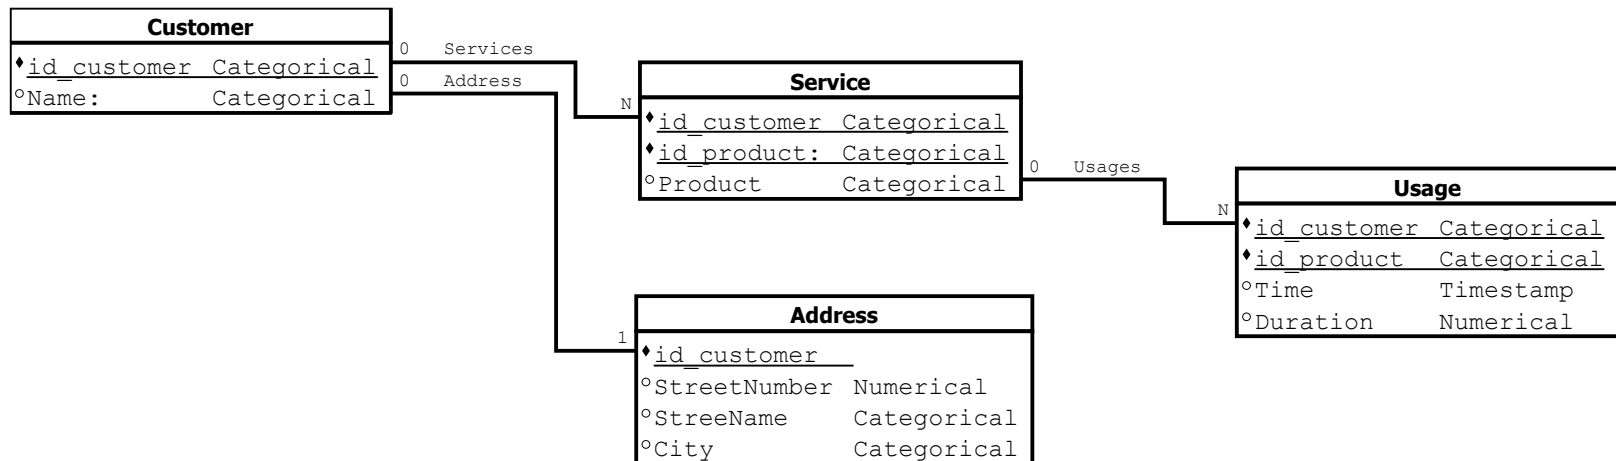 Customer
id_customer Categorical
Name: Categorical
0 Services
0 Address
N
Service
id_customer Categorical
id_product: Categorical
Product Categorical
0 Usages
N
Usage
id_customer Categorical
id_product Categorical
Time Timestamp
Duration Numerical
1
Address
id_customer
StreetNumber Numerical
StreeName Categorical
City Categorical